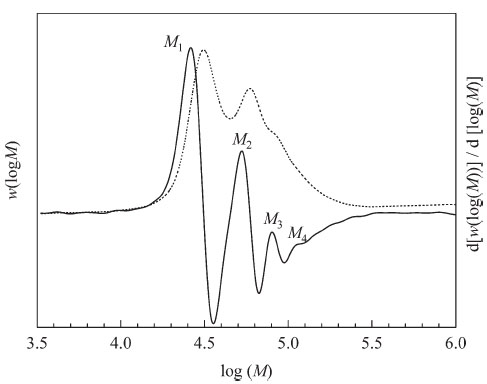 M1
M2
M3
M4
w(logM)
d[w(log(M))] / d [log(M)]
3.5 4.0 4.5 5.0 5.5 6.0
log (M)